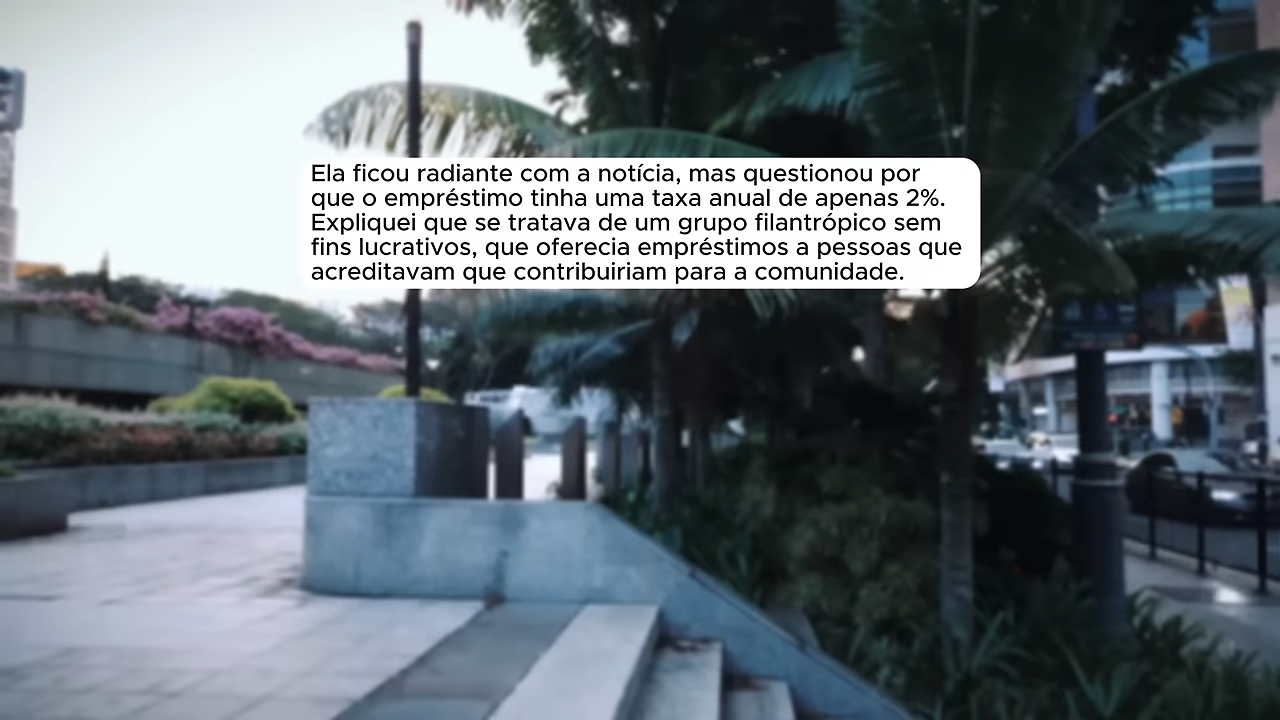 Ela ficou radiante com a notícia, mas questionou por
que o empréstimo tinha uma taxa anual de apenas 2%.
Expliquei que se tratava de um grupo filantrópico sem
fins lucrativos, que oferecia empréstimos a pessoas que
acreditavam que contribuiriam para a comunidade.